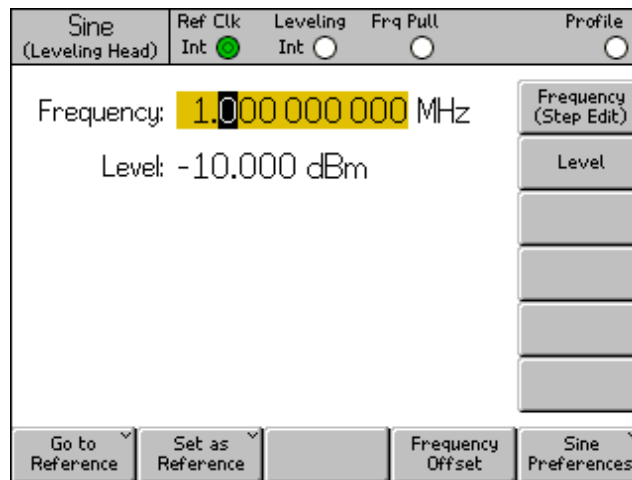 Sine
(Leveling Head)
Ref Clk
Int
Leveling
Int
Frq Pull
Profile
Frequency: 1.000 000 000 MHz
Level: -10.000 dBm
Frequency
(Step Edit)
Level
Go to
Reference
Set as
Reference
Frequency
Offset
Sine
Preferences